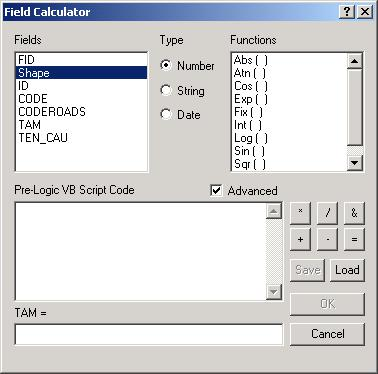 Field Calculator
Fields
Type
Functions
FID
Shape
ID
CODE
CODEROADS
TAM
TEN_CAU
Number
String
Date
Abs ( )
Atn ( )
Cos ( )
Exp ( )
Fix ( )
Int ( )
Log ( )
Sin ( )
Sqr ( )
Pre-Logic VB Script Code
Advanced
* / &
+ - =
Save Load
OK
TAM =
Cancel